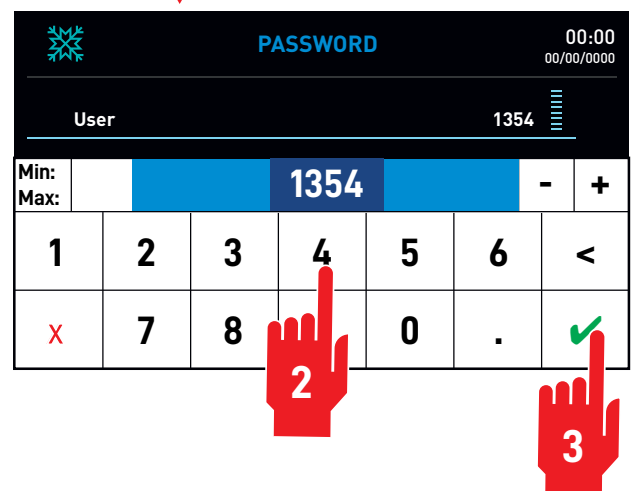 PASSWORD 00:00
00/00/0000
User 1354
Min:
Max:
1354 - +
1 2 3 4 5 6 <
X 7 8 0 . ✔
2
3